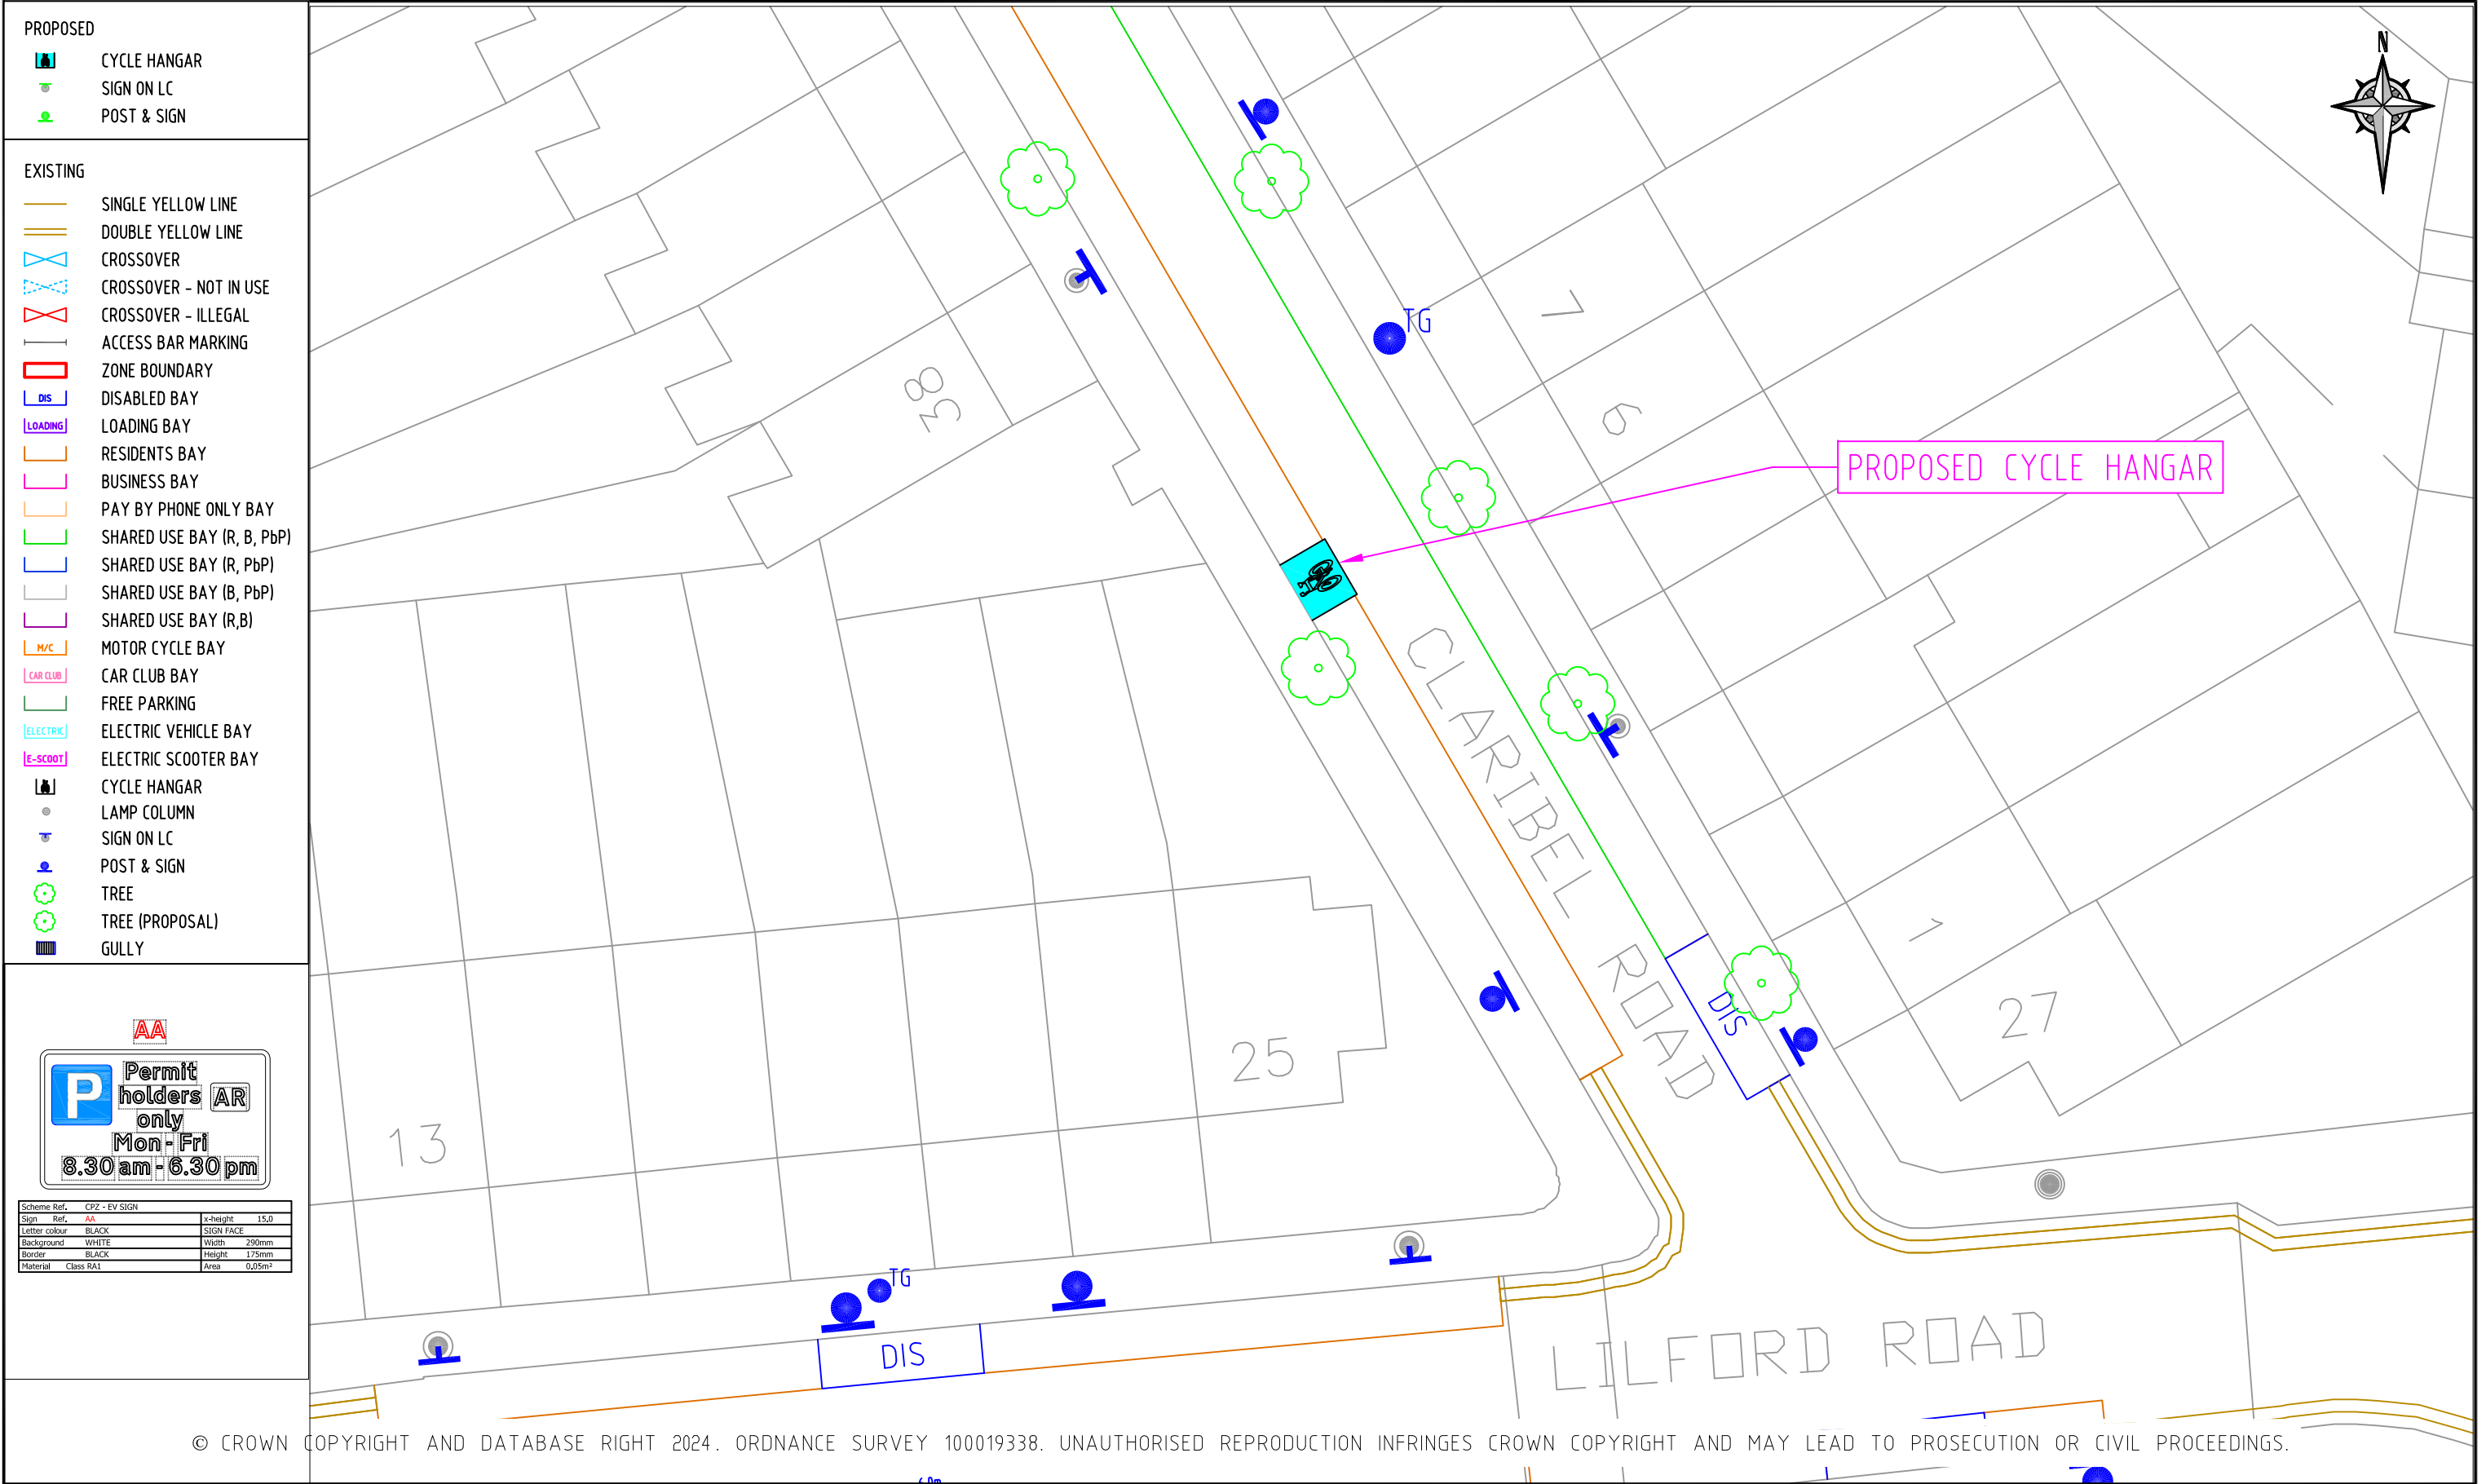 PROPOSED
CYCLE HANGAR
SIGN ON LC
POST & SIGN
EXISTING
SINGLE YELLOW LINE
DOUBLE YELLOW LINE
CROSSOVER
CROSSOVER - NOT IN USE
CROSSOVER - ILLEGAL
ACCESS BAR MARKING
ZONE BOUNDARY
DIS DISABLED BAY
LOADING LOADING BAY
RESIDENTS BAY
BUSINESS BAY
PAY BY PHONE ONLY BAY
SHARED USE BAY (R, B, PbP)
SHARED USE BAY (R, PbP)
SHARED USE BAY (B, PbP)
SHARED USE BAY (R,B)
M/C MOTOR CYCLE BAY
CAR CLUB CAR CLUB BAY
FREE PARKING
ELECTRIC ELECTRIC VEHICLE BAY
E-SCOOT ELECTRIC SCOOTER BAY
CYCLE HANGAR
LAMP COLUMN
SIGN ON LC
POST & SIGN
TREE
TREE (PROPOSAL)
GULLY
AA
P
Permit
holders
only
AR
Mon - Fri
8.30 am - 6.30 pm
Scheme Ref. CPZ - EV SIGN
Sign Ref. AA x-height 15.0
Letter colour BLACK SIGN FACE
Background WHITE Width 290mm
Border BLACK Height 175mm
Material Class RA1 Area 0.05m²
N
TG
7
6
38
PROPOSED CYCLE HANGAR
CLARIBEL ROAD
1
DIS
27
25
13
TG
DIS
LILFORD ROAD
© CROWN COPYRIGHT AND DATABASE RIGHT 2024. ORDNANCE SURVEY 100019338. UNAUTHORISED REPRODUCTION INFRINGES CROWN COPYRIGHT AND MAY LEAD TO PROSECUTION OR CIVIL PROCEEDINGS.